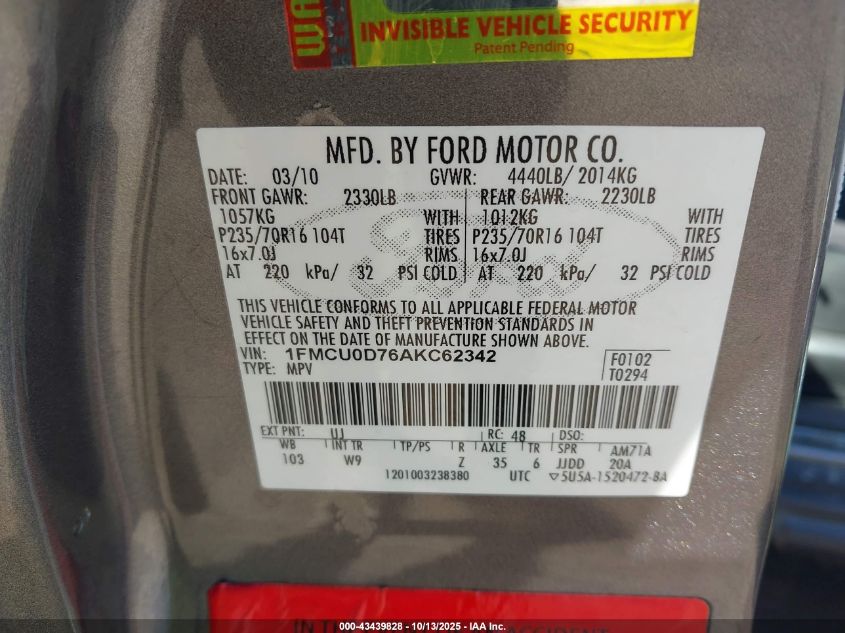 WA
INVISIBLE VEHICLE SECURITY
Patent Pending
MFD. BY FORD MOTOR CO.
DATE: 03/10 GVWR: 4440LB/ 2014KG
FRONT GAWR: 2330LB REAR GAWR: 2230LB
1057KG WITH 1012KG WITH
P235/70R16 104T TIRES P235/70R16 104T TIRES
16x7.0J RIMS 16x7.0J RIMS
AT 220 kPa/ 32 PSI COLD AT 220 kPa/ 32 PSI COLD
THIS VEHICLE CONFORMS TO ALL APPLICABLE FEDERAL MOTOR
VEHICLE SAFETY AND THEFT PREVENTION STANDARDS IN
EFFECT ON THE DATE OF MANUFACTURE SHOWN ABOVE.
VIN: 1FMCU0D76AKC62342 F0102
TYPE: MPV T0294
EXT PNT: UJ RC: 48 DSO:
WB INT TR TP/PS R AXLE TR SPR AM71A
103 W9 Z 35 6 JJDD 20A
1201003238380 UTC ▽5U5A-1520472-BA
000-43439828 - 10/13/2025 - IAA Inc.